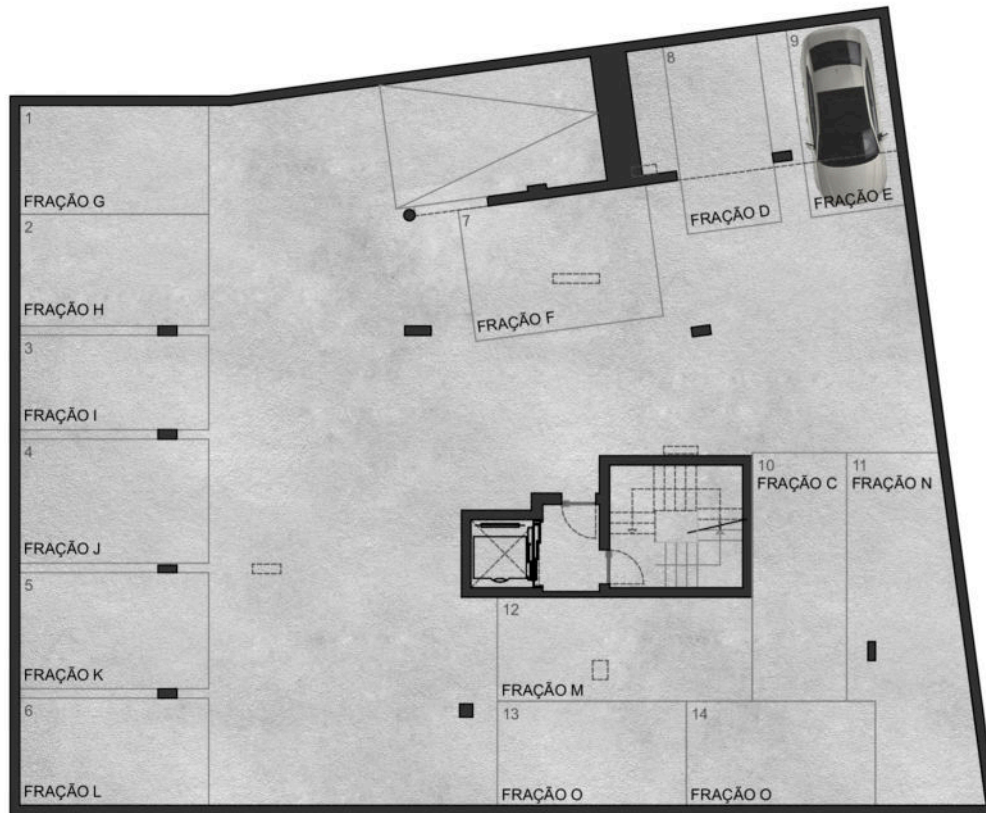 8
9
1
FRAÇÃO G
2
FRAÇÃO D
FRAÇÃO E
7
FRAÇÃO H
FRAÇÃO F
3
FRAÇÃO I
4
10
11
FRAÇÃO C
FRAÇÃO N
FRAÇÃO J
5
12
FRAÇÃO K
FRAÇÃO M
6
13
14
FRAÇÃO L
FRAÇÃO O
FRAÇÃO O